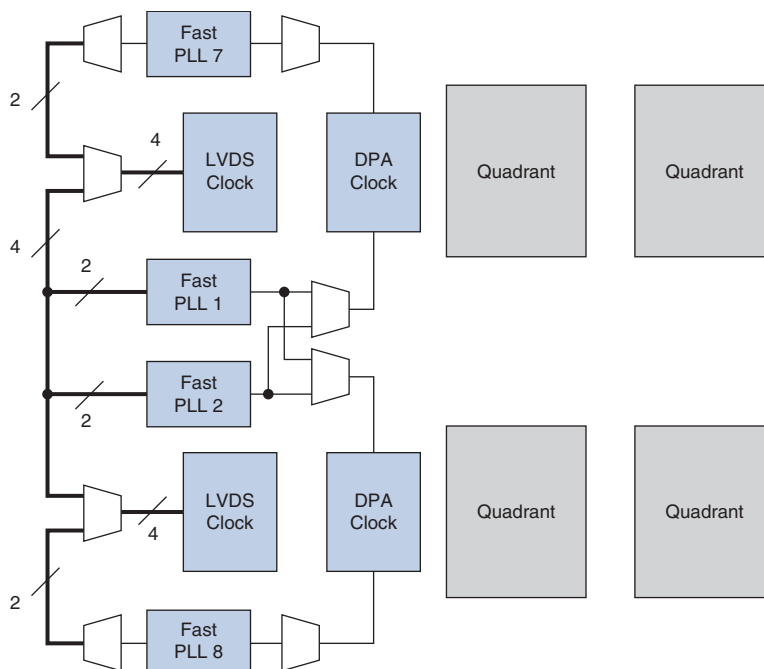 Fast
PLL 7
2
4
LVDS
Clock
DPA
Clock
Quadrant
Quadrant
4
2
Fast
PLL 1
Fast
PLL 2
2
LVDS
Clock
DPA
Clock
Quadrant
Quadrant
4
2
Fast
PLL 8